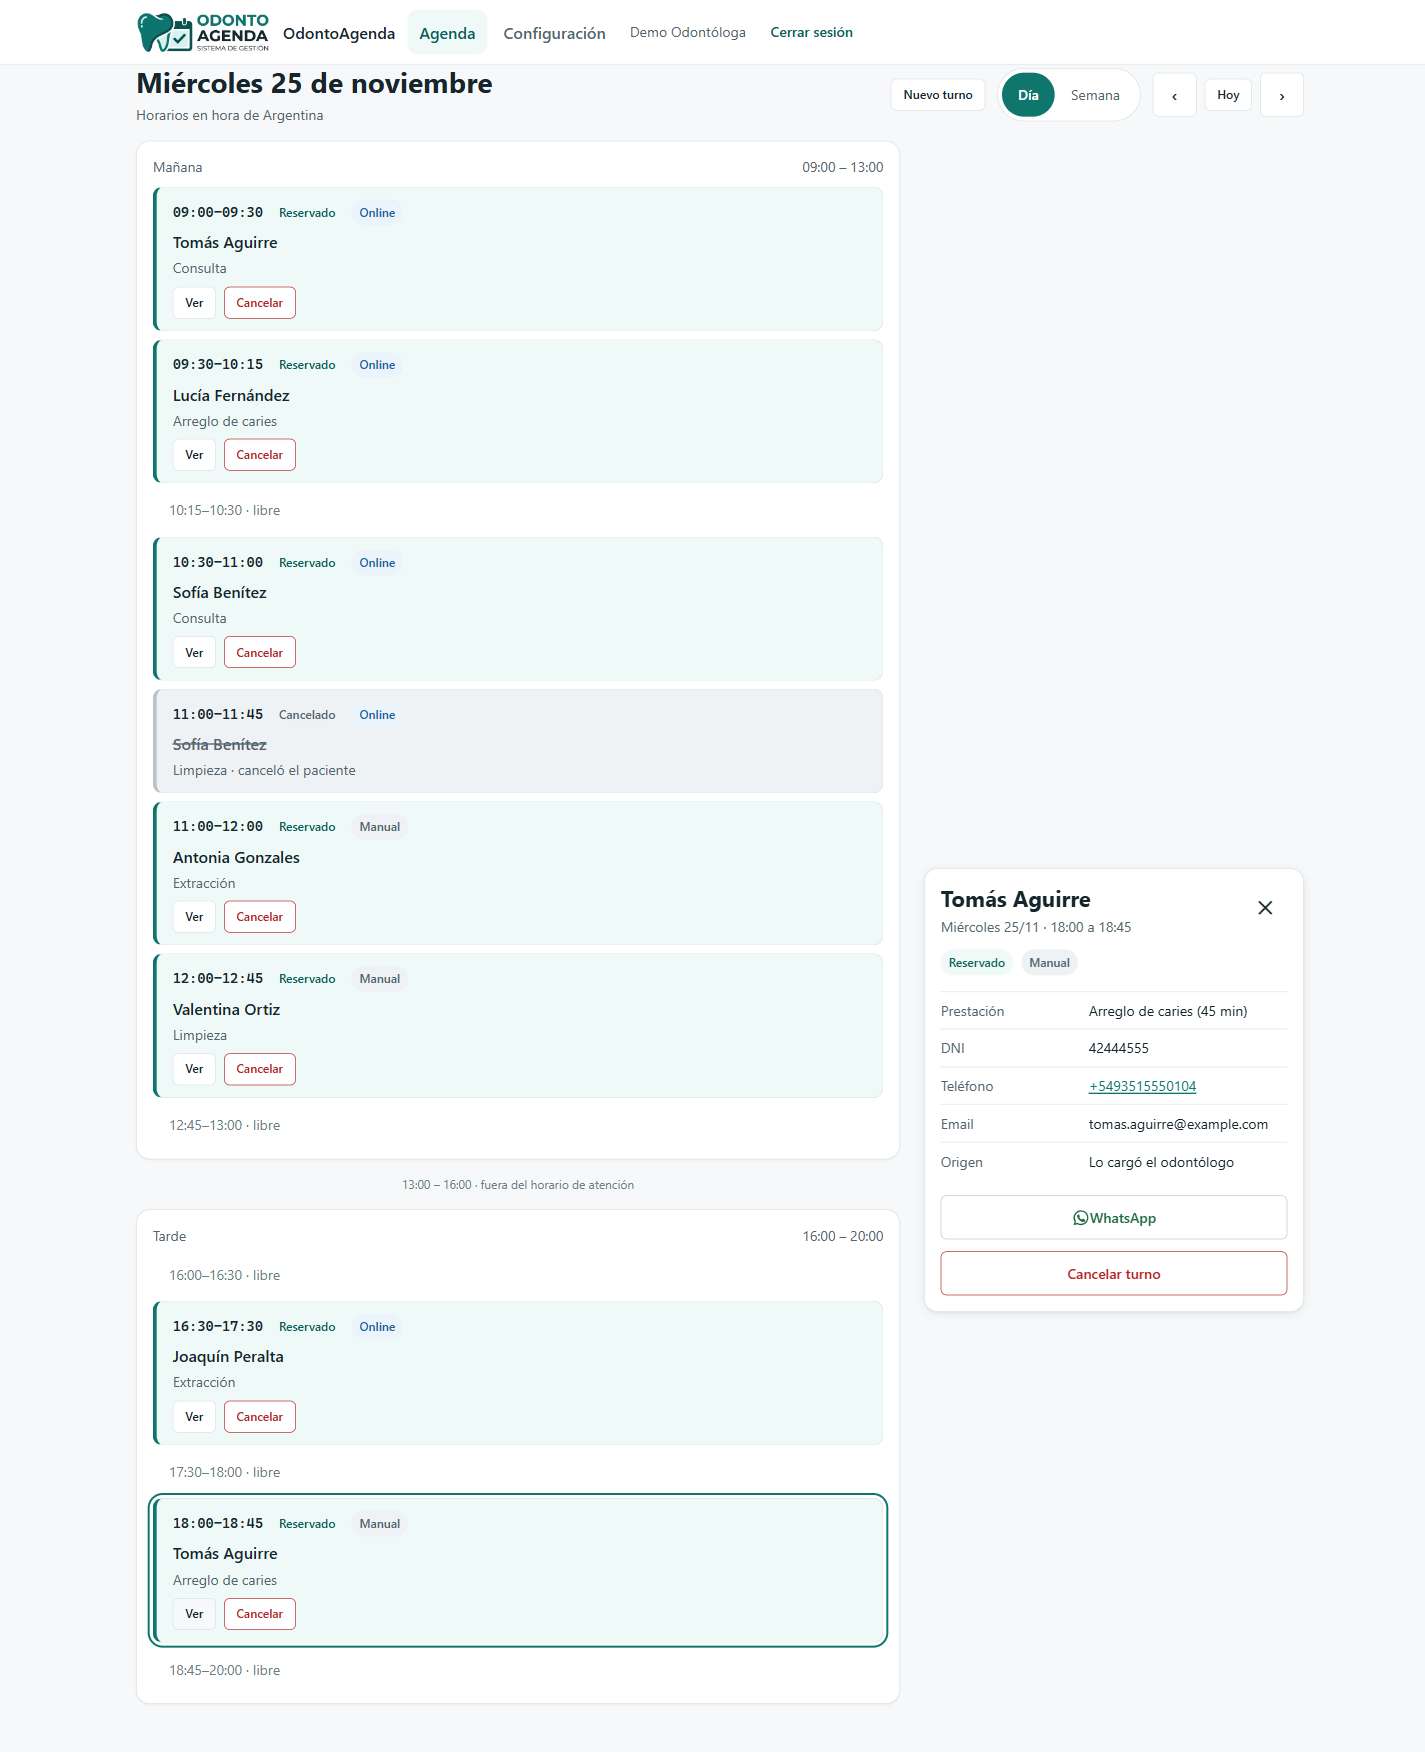 ODONTO
AGENDA
SISTEMA DE GESTIÓN
OdontoAgenda
Agenda
Configuración
Demo Odontóloga
Cerrar sesión
Miércoles 25 de noviembre
Horarios en hora de Argentina
Nuevo turno
Día
Semana
‹
Hoy
›
Mañana
09:00 – 13:00
09:00–09:30 Reservado Online
Tomás Aguirre
Consulta
Ver Cancelar
09:30–10:15 Reservado Online
Lucía Fernández
Arreglo de caries
Ver Cancelar
10:15–10:30 · libre
10:30–11:00 Reservado Online
Sofía Benítez
Consulta
Ver Cancelar
11:00–11:45 Cancelado Online
Sofía Benítez
Limpieza · canceló el paciente
11:00–12:00 Reservado Manual
Antonia Gonzales
Extracción
Ver Cancelar
12:00–12:45 Reservado Manual
Valentina Ortiz
Limpieza
Ver Cancelar
12:45–13:00 · libre
13:00 – 16:00 · fuera del horario de atención
Tarde
16:00 – 20:00
16:00–16:30 · libre
16:30–17:30 Reservado Online
Joaquín Peralta
Extracción
Ver Cancelar
17:30–18:00 · libre
18:00–18:45 Reservado Manual
Tomás Aguirre
Arreglo de caries
Ver Cancelar
18:45–20:00 · libre
Tomás Aguirre
Miércoles 25/11 · 18:00 a 18:45
Reservado Manual
Prestación Arreglo de caries (45 min)
DNI 42444555
Teléfono +5493515550104
Email tomas.aguirre@example.com
Origen Lo cargó el odontólogo
WhatsApp
Cancelar turno